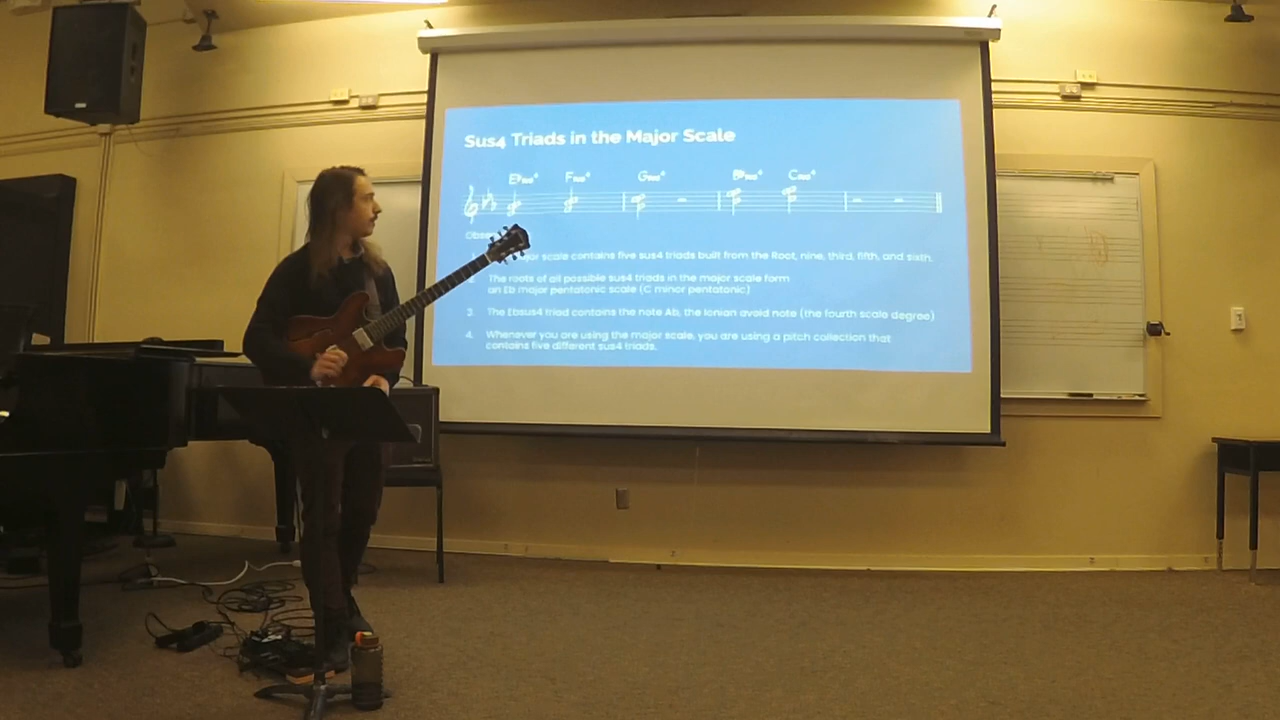 Sus4 Triads in the Major Scale
Ebsus4 Fsus4 Gsus4 Bbsus4 Csus4
major scale contains five sus4 triads built from the Root, nine, third, fifth, and sixth.
2. The roots of all possible sus4 triads in the major scale form
an Eb major pentatonic scale (C minor pentatonic)
3. The Ebsus4 triad contains the note Ab, the Ionian avoid note (the fourth scale degree)
4. Whenever you are using the major scale, you are using a pitch collection that
contains five different sus4 triads.